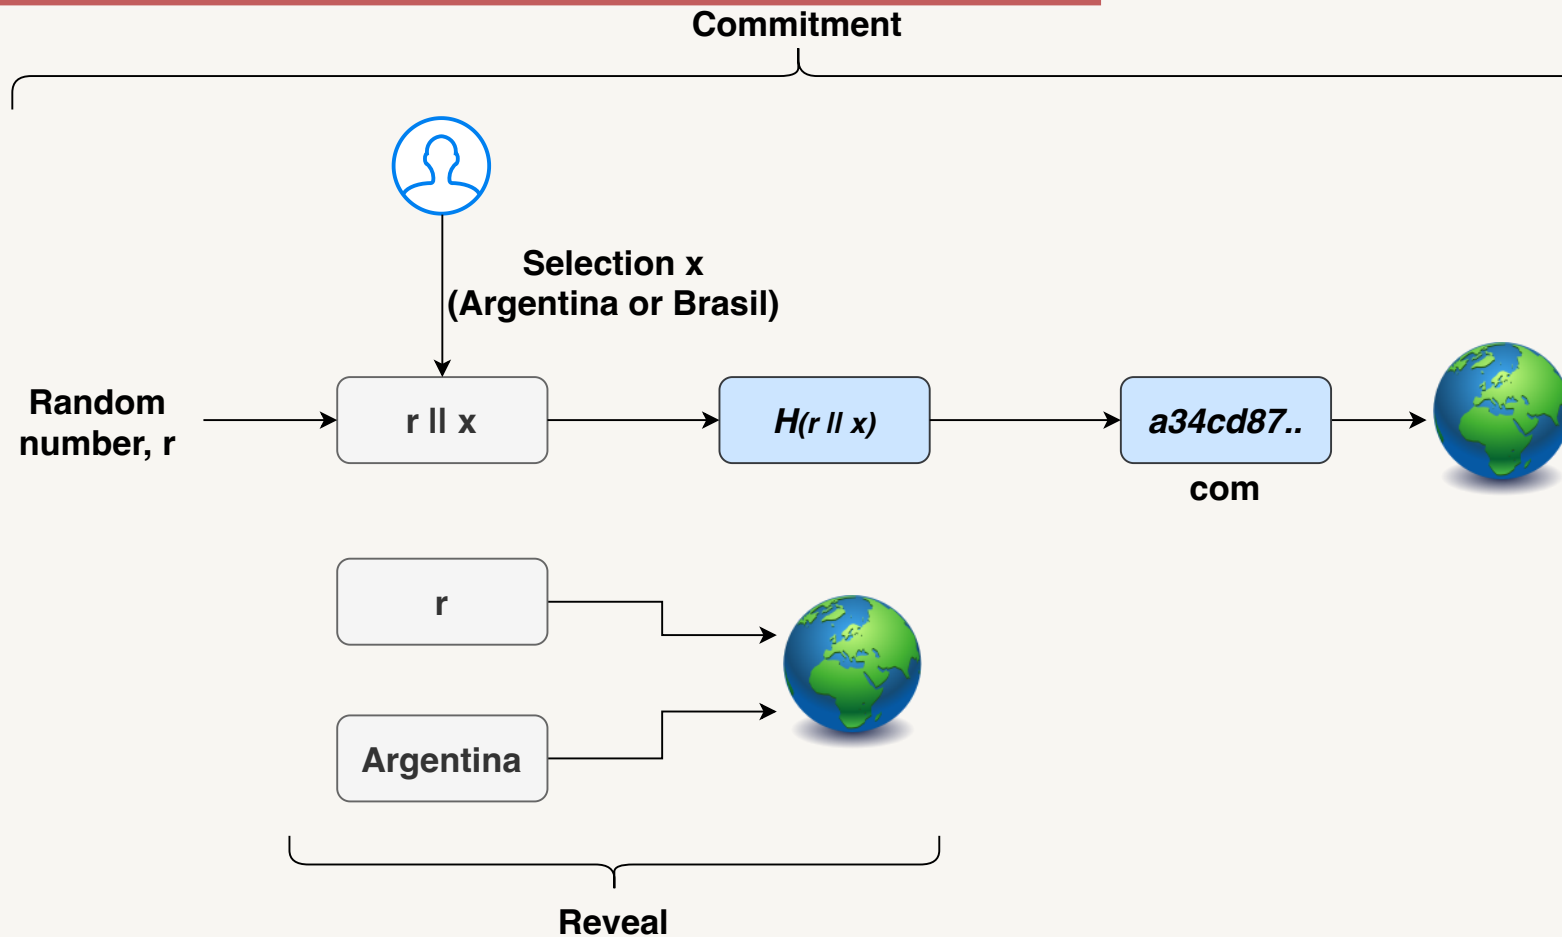 Commitment
Selection x
(Argentina or Brasil)
Random
number, r
r || x
H(r || x)
a34cd87..
com
r
Argentina
Reveal